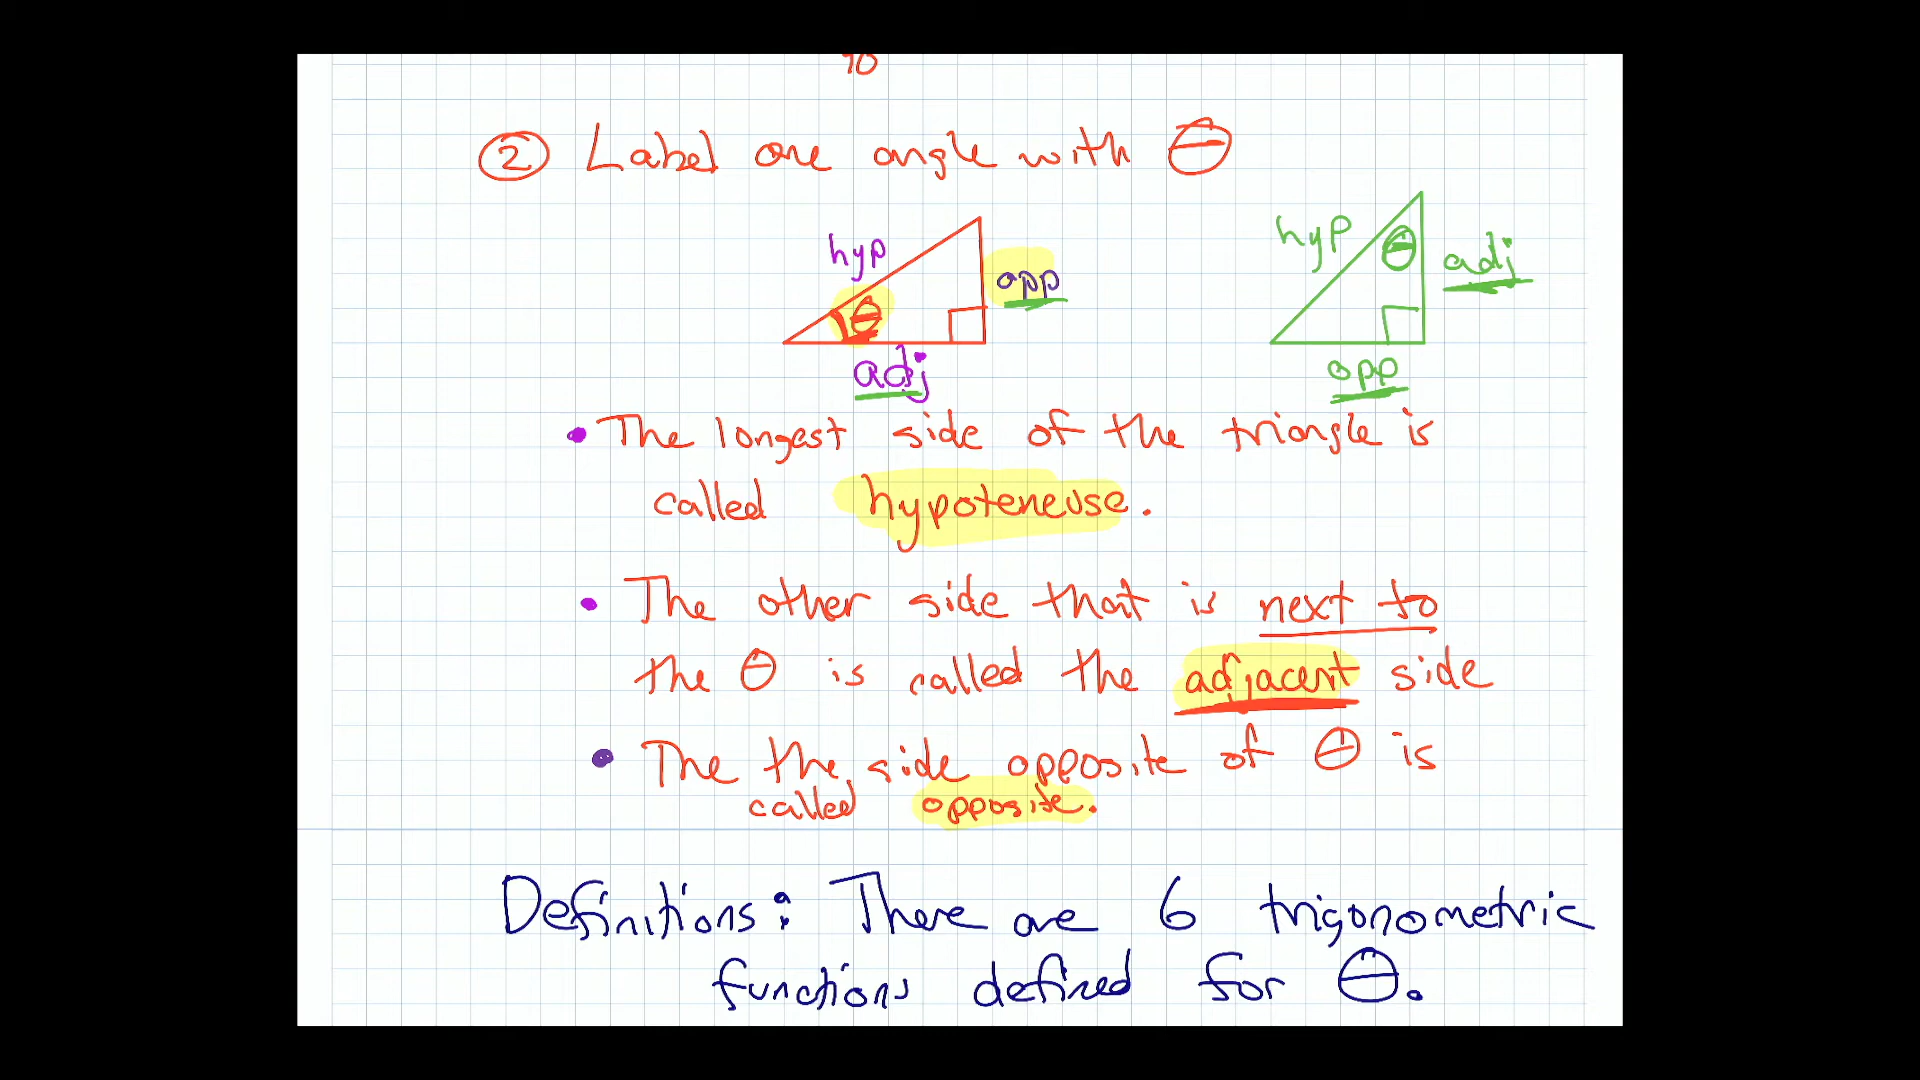 ② Label one angle with θ
hyp
θ
opp
adj
hyp
θ
adj
opp
• The longest side of the triangle is
called hypoteneuse.
• The other side that is next to
the θ is called the adjacent side
• The the side opposite of θ is
called opposite.
Definitions: There are 6 trigonometric
functions defined for θ.